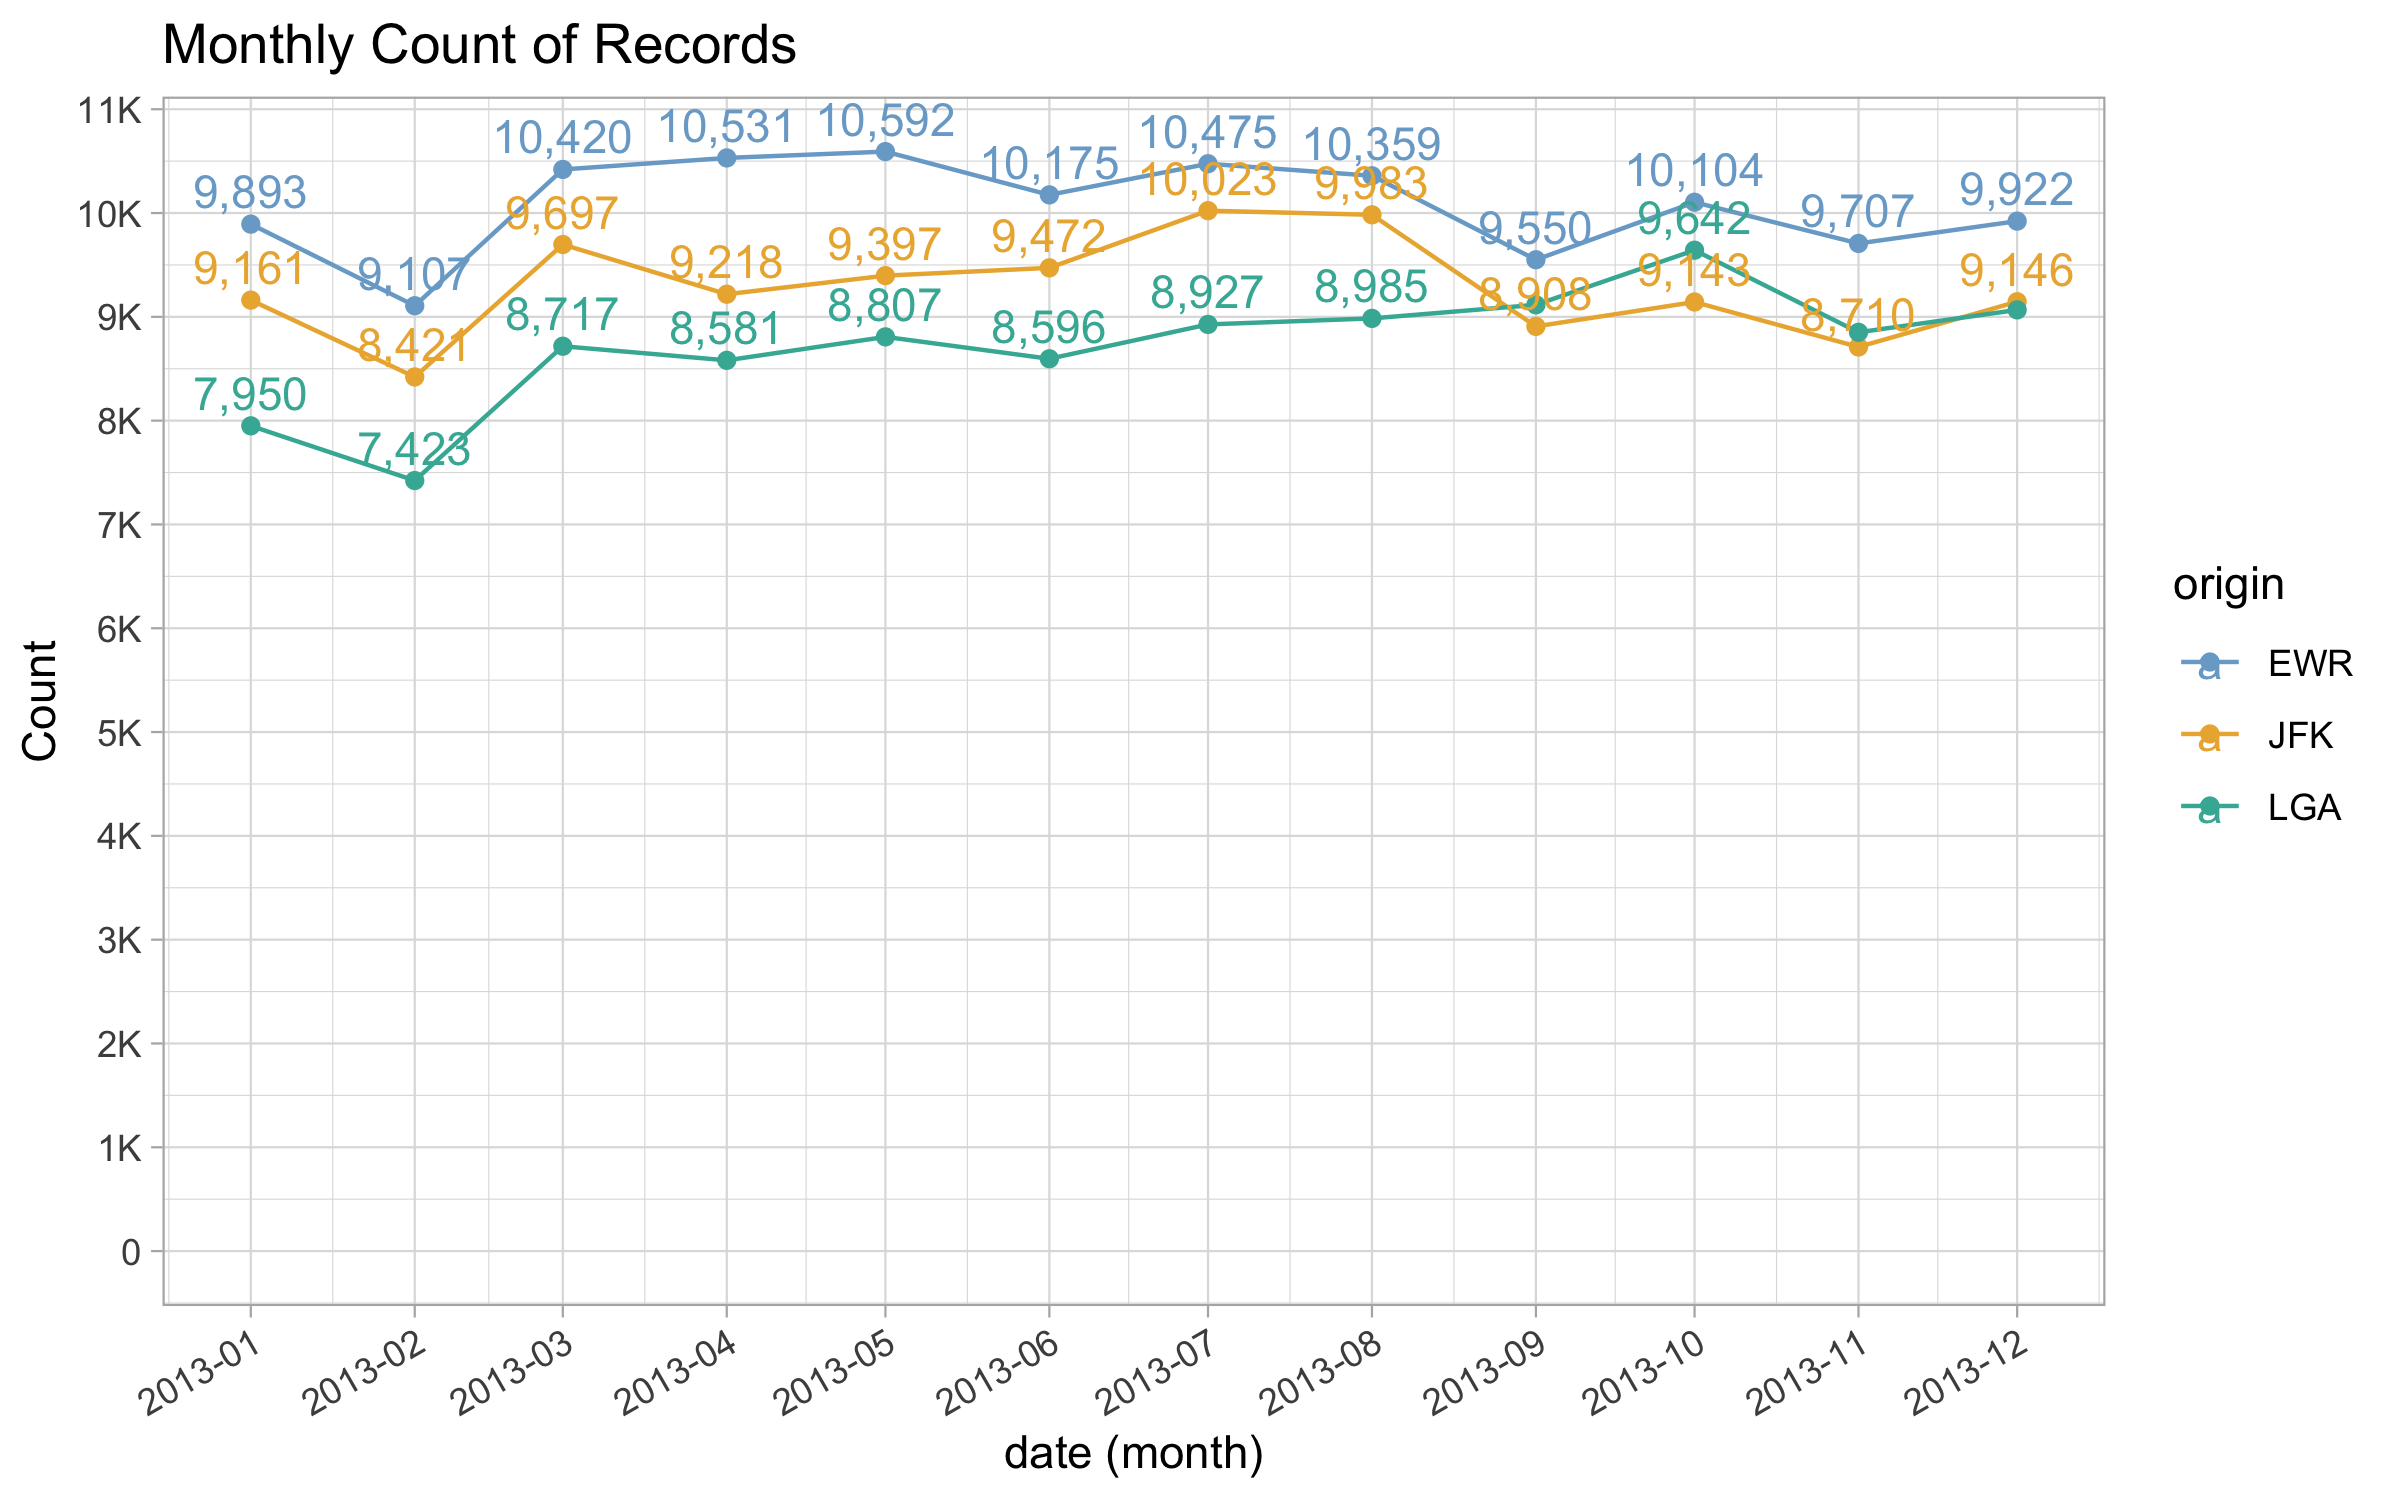 Monthly Count of Records
11K
10K
9K
8K
7K
6K
5K
4K
3K
2K
1K
0
Count
9,893 9,107 10,420 10,531 10,592 10,175 10,475 10,359 9,550 10,104 9,707 9,922
9,161 8,421 9,697 9,218 9,397 9,472 10,023 9,983 8,908 9,143 8,710 9,146
7,950 7,423 8,717 8,581 8,807 8,596 8,927 8,985 9,642
2013-01 2013-02 2013-03 2013-04 2013-05 2013-06 2013-07 2013-08 2013-09 2013-10 2013-11 2013-12
date (month)
origin
a EWR
a JFK
a LGA